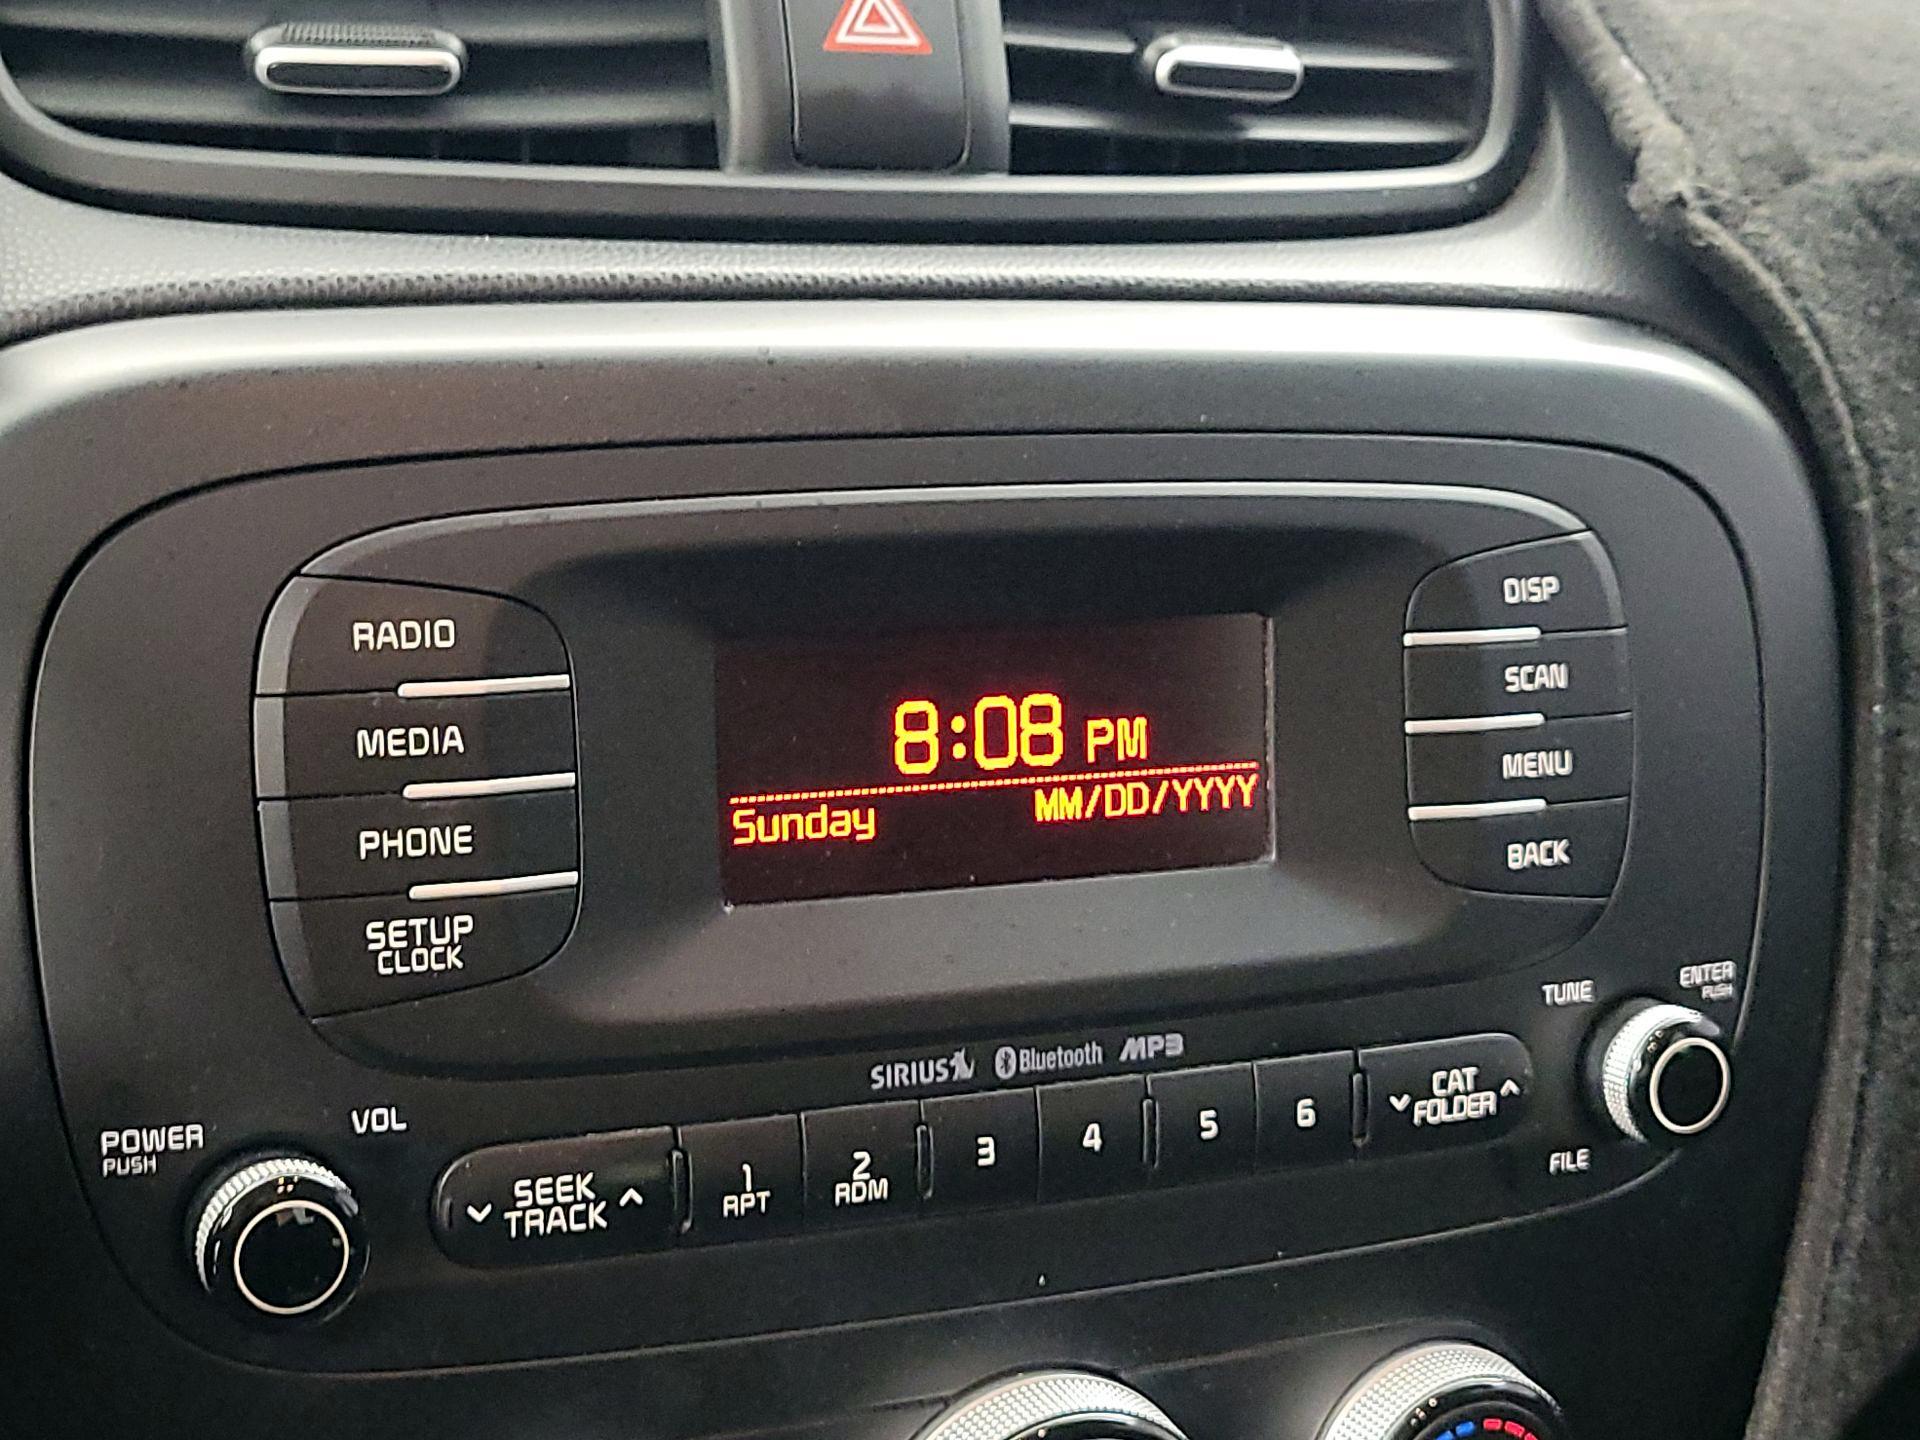 RADIO
MEDIA
PHONE
SETUP
CLOCK
8:08 PM
Sunday MM/DD/YYYY
DISP
SCAN
MENU
BACK
POWER
PUSH
VOL
SIRIUS Bluetooth MP3
SEEK
TRACK
1
RPT
2
RDM
3
4
5
6
CAT
FOLDER
TUNE
ENTER
PUSH
FILE